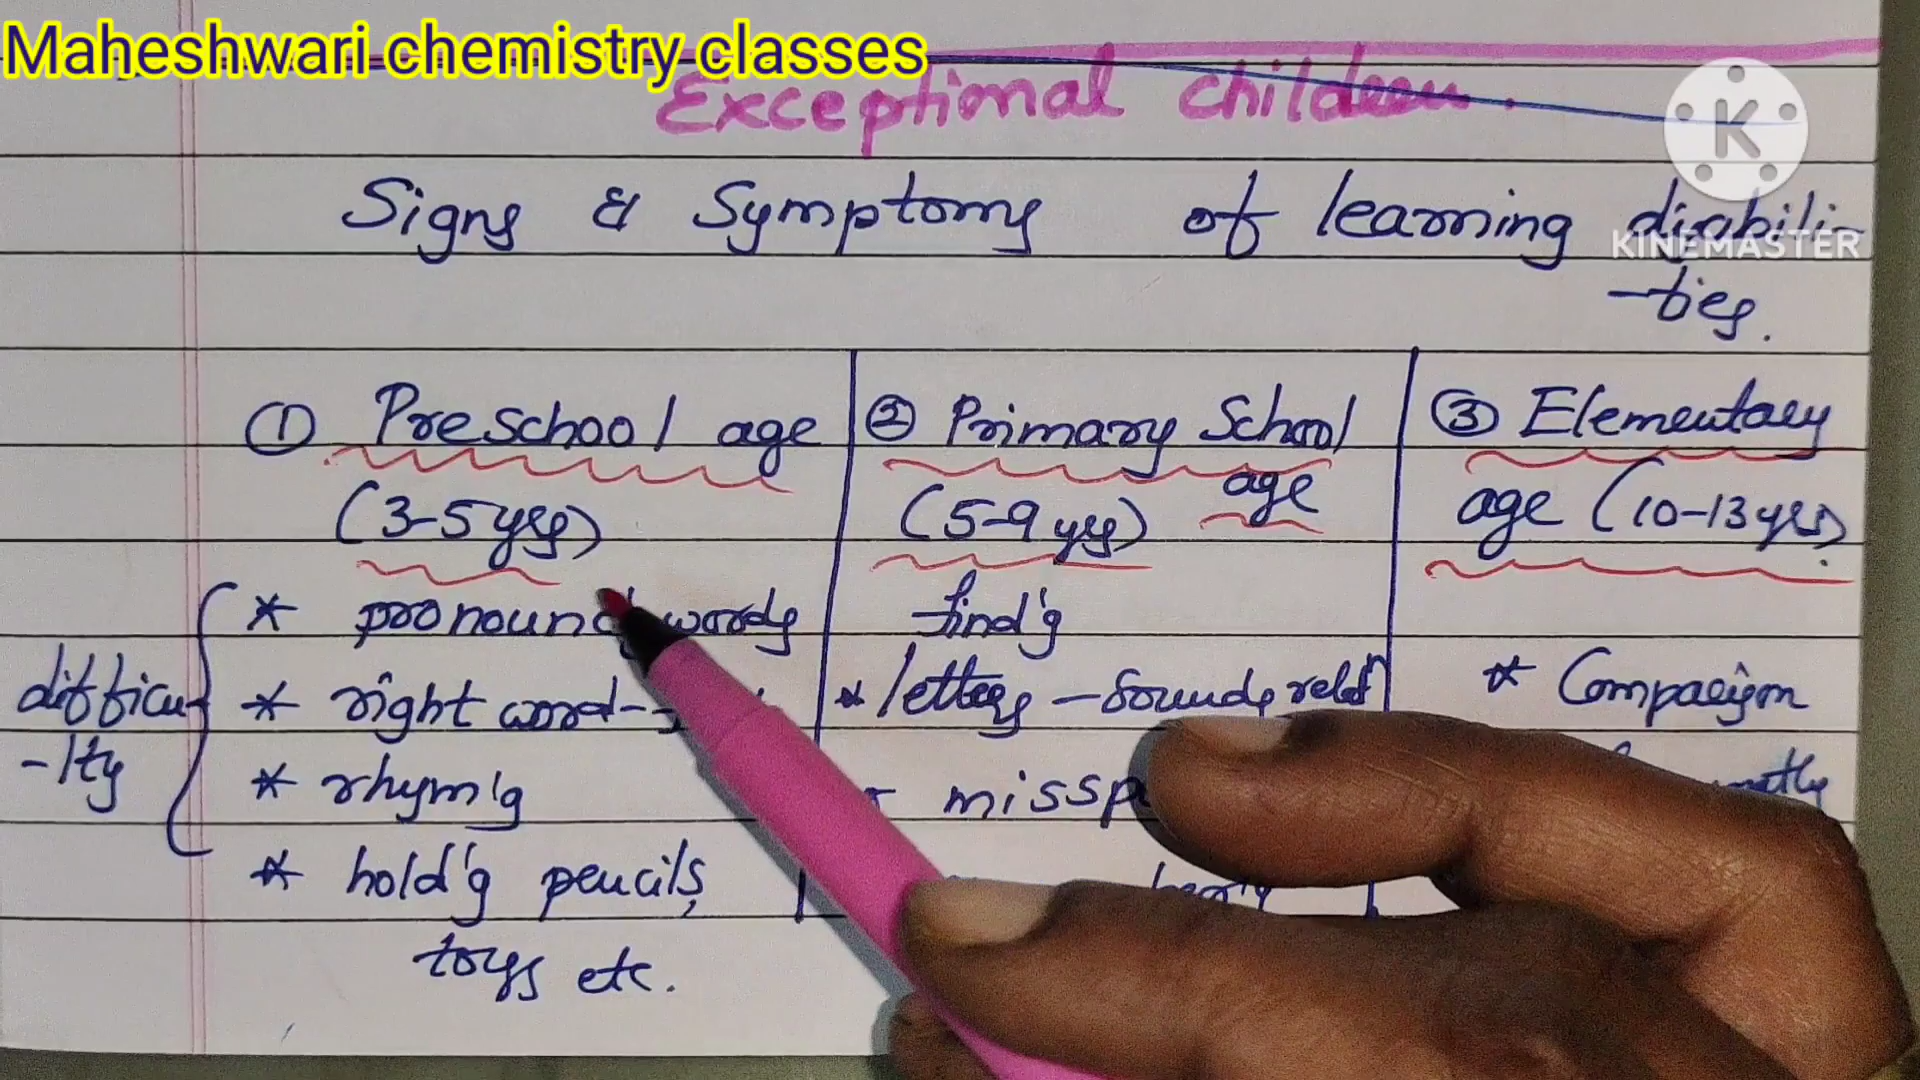 Maheshwari chemistry classes
Exceptional children.
K
KINEMASTER
Signs & Symptoms of learning disabili-
-ties.
① Preschool age
(3-5 yrs)
difficu
-lty
* pronounc words
* right word-
* rhym'g
* hold'g pencils,
toys etc.
② Primary School
age
(5-9 yrs)
find'g
* letters - sounds relan
* missp
③ Elementary
age (10-13 yrs)
* Comparison